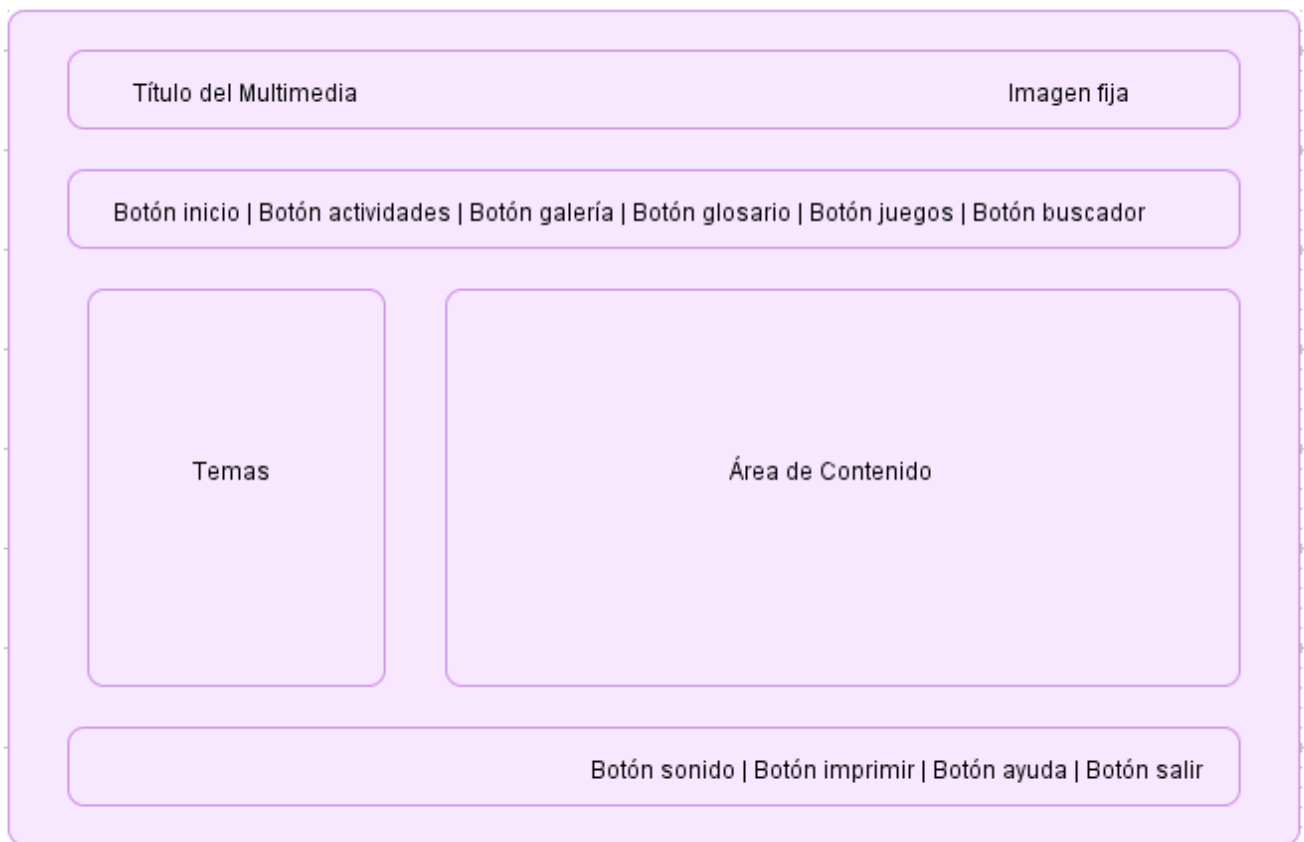 Título del Multimedia Imagen fija
Botón inicio | Botón actividades | Botón galería | Botón glosario | Botón juegos | Botón buscador
Temas
Área de Contenido
Botón sonido | Botón imprimir | Botón ayuda | Botón salir